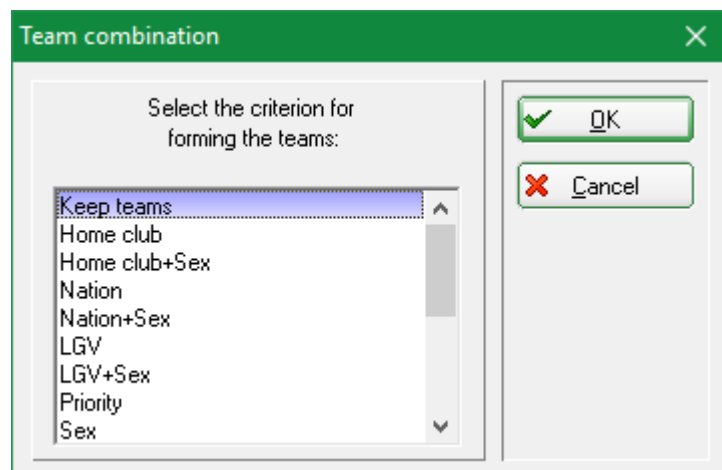 Team combination
Select the criterion for
forming the teams:
Keep teams
Home club
Home club+Sex
Nation
Nation+Sex
LGV
LGV+Sex
Priority
Sex
OK
Cancel